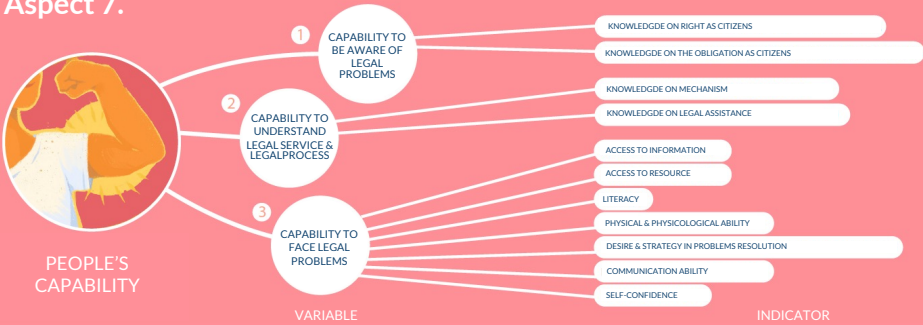 Aspect 7.
1
CAPABILITY TO
BE AWARE OF
LEGAL
PROBLEMS
KNOWLEDGDE ON RIGHT AS CITIZENS
KNOWLEDGDE ON THE OBLIGATION AS CITIZENS
2
CAPABILITY TO
UNDERSTAND
LEGAL SERVICE &
LEGALPROCESS
KNOWLEDGDE ON MECHANISM
KNOWLEDGDE ON LEGAL ASSISTANCE
3
CAPABILITY TO
FACE LEGAL
PROBLEMS
ACCESS TO INFORMATION
ACCESS TO RESOURCE
LITERACY
PHYSICAL & PHYSICOLOGICAL ABILITY
DESIRE & STRATEGY IN PROBLEMS RESOLUTION
COMMUNICATION ABILITY
SELF-CONFIDENCE
PEOPLE'S
CAPABILITY
VARIABLE
INDICATOR